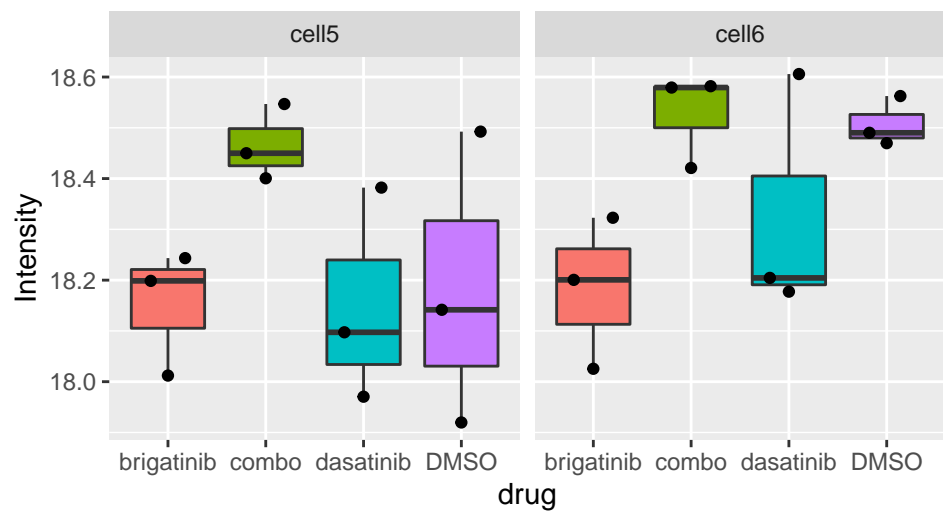 cell5 cell6
18.6
18.4
18.2
18.0
Intensity
brigatinib combo dasatinib DMSO brigatinib combo dasatinib DMSO
drug